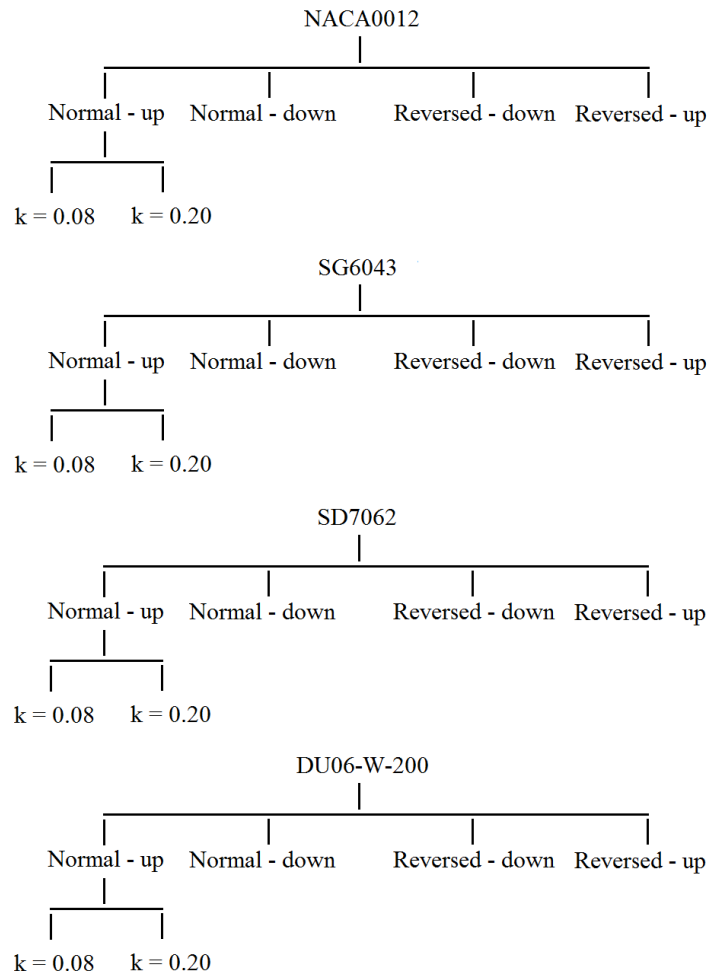 NACA0012
Normal - up Normal - down Reversed - down Reversed - up
k = 0.08 k = 0.20
SG6043
Normal - up Normal - down Reversed - down Reversed - up
k = 0.08 k = 0.20
SD7062
Normal - up Normal - down Reversed - down Reversed - up
k = 0.08 k = 0.20
DU06-W-200
Normal - up Normal - down Reversed - down Reversed - up
k = 0.08 k = 0.20